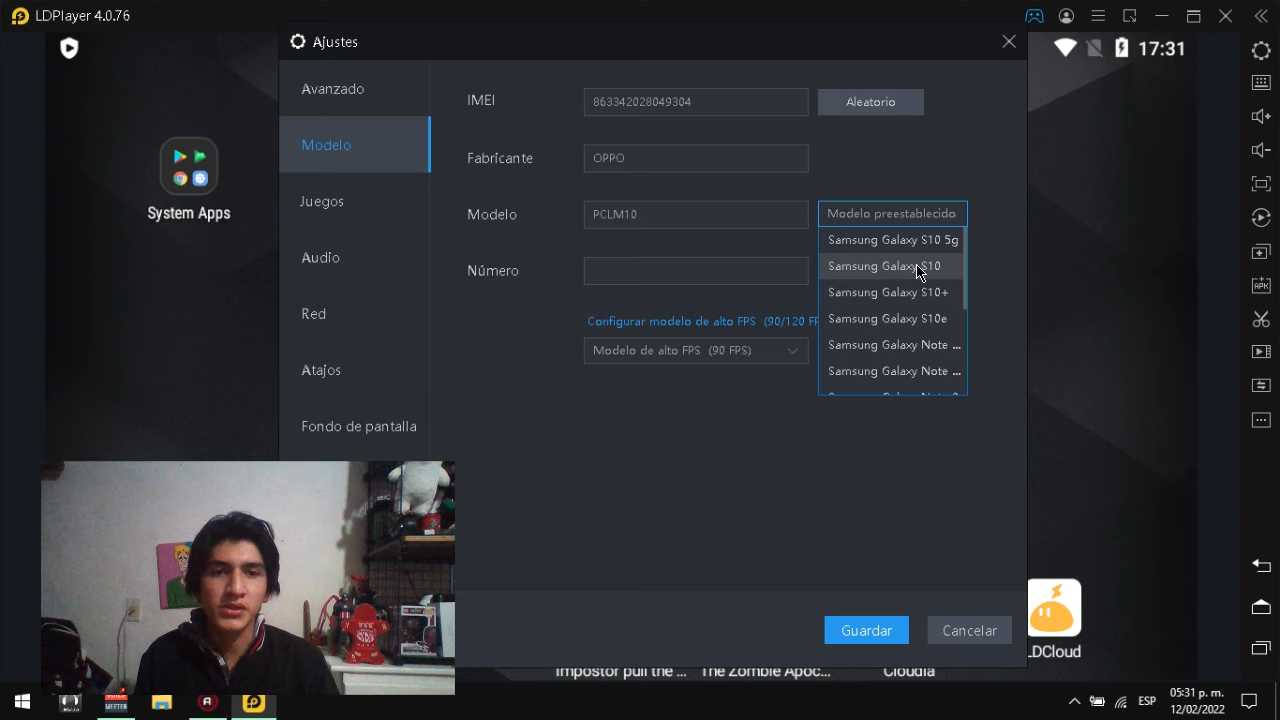 LDPlayer 4.0.76
17:31
Ajustes
Avanzado
Modelo
Juegos
Audio
Red
Atajos
Fondo de pantalla
IMEI
863342028049304
Aleatorio
Fabricante
OPPO
Modelo
PCLM10
Modelo preestablecido
Samsung Galaxy S10 5g
Samsung Galaxy S10
Samsung Galaxy S10+
Samsung Galaxy S10e
Samsung Galaxy Note ...
Samsung Galaxy Note ...
Número
Configurar modelo de alto FPS (90/120 FP
Modelo de alto FPS (90 FPS)
Guardar
Cancelar
System Apps
APK
LDCloud
Impostor pull the ...
The Zombie Apoc...
Cloudia
MEETER
ESP
05:31 p. m.
12/02/2022